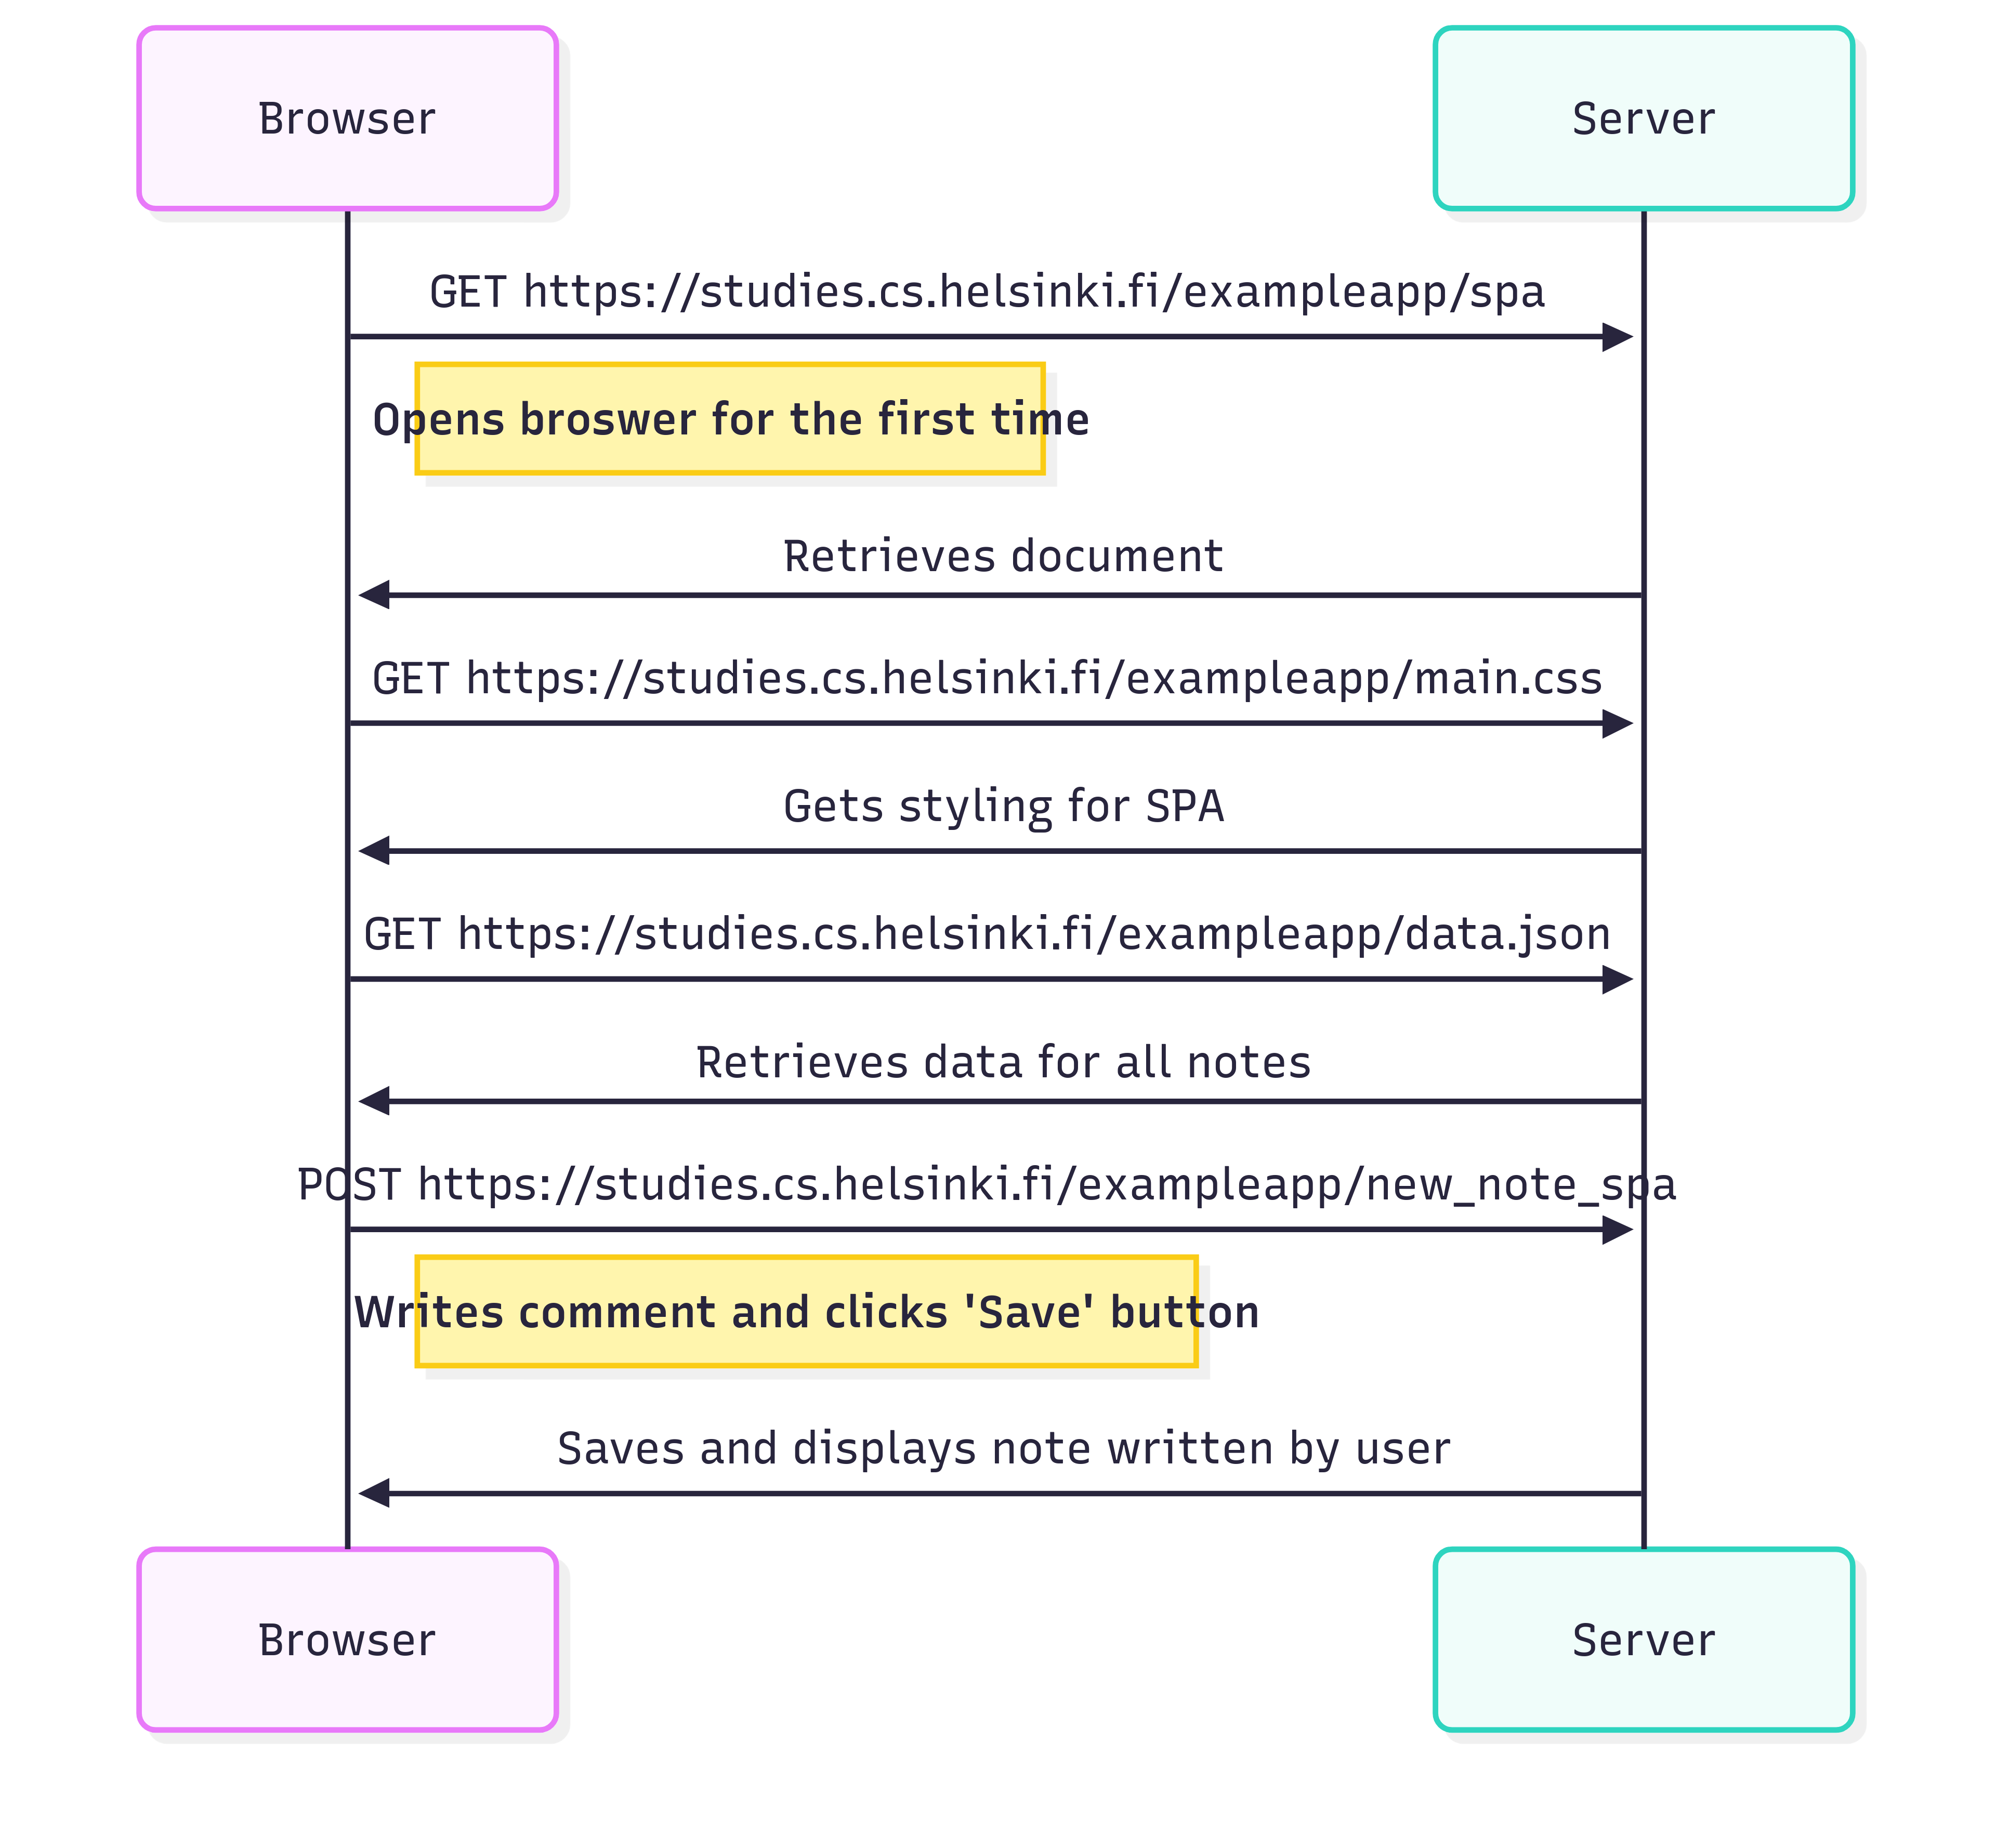 Browser
Server
GET https://studies.cs.helsinki.fi/exampleapp/spa
Opens broswer for the first time
Retrieves document
GET https://studies.cs.helsinki.fi/exampleapp/main.css
Gets styling for SPA
GET https://studies.cs.helsinki.fi/exampleapp/data.json
Retrieves data for all notes
POST https://studies.cs.helsinki.fi/exampleapp/new_note_spa
Writes comment and clicks 'Save' button
Saves and displays note written by user
Browser
Server